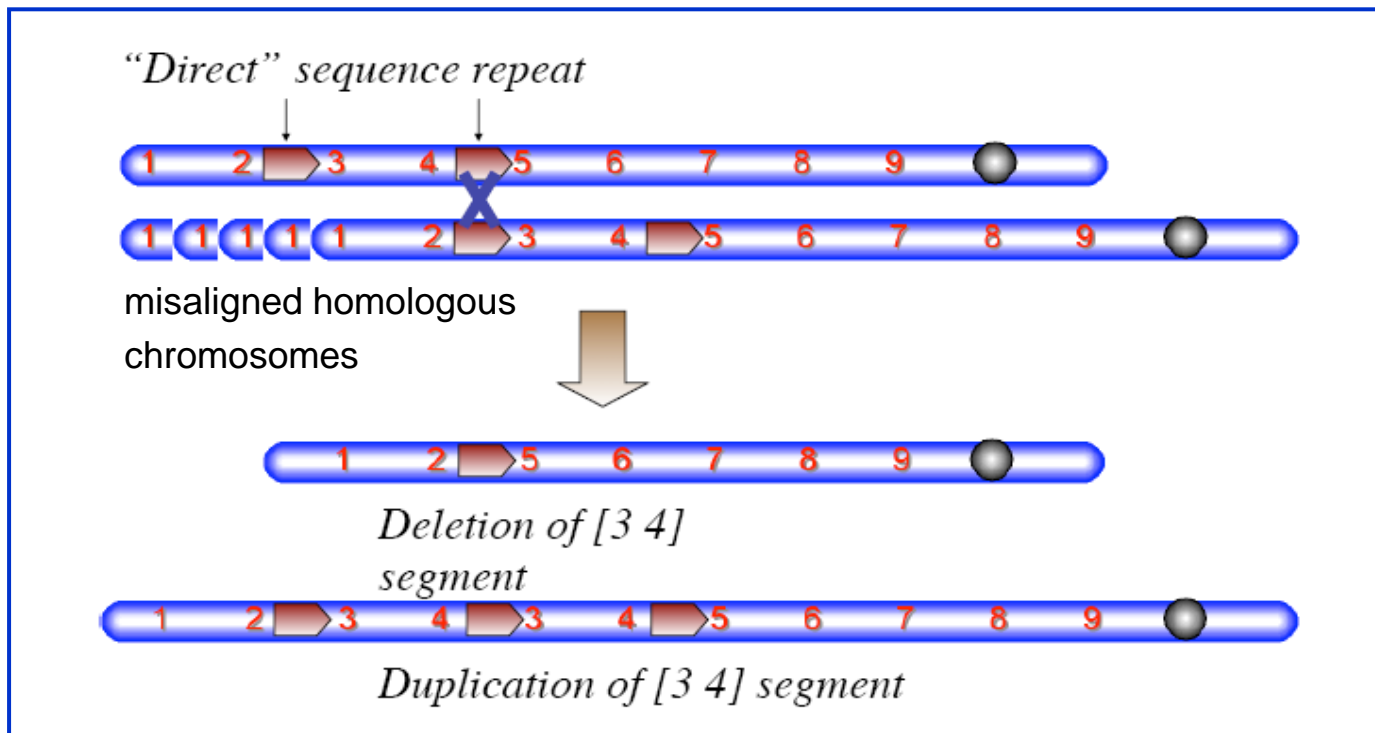 “Direct” sequence repeat
1 2 3 4 5 6 7 8 9
1 1 1 1 1 2 3 4 5 6 7 8 9
misaligned homologous
chromosomes
1 2 5 6 7 8 9
Deletion of [3 4]
segment
1 2 3 4 3 4 5 6 7 8 9
Duplication of [3 4] segment